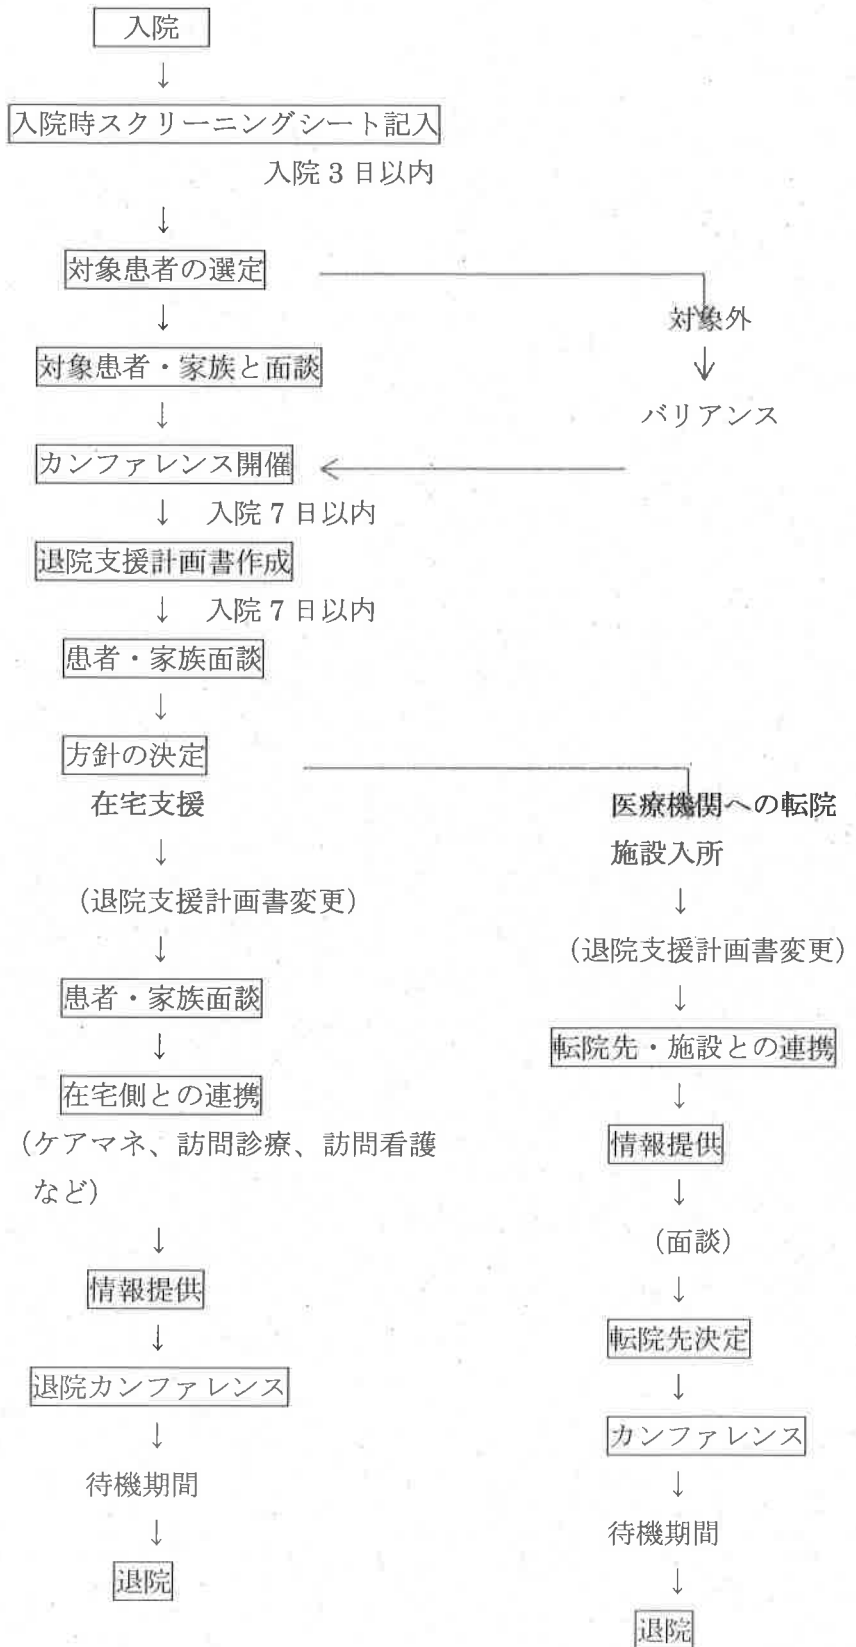 入院
↓
入院時スクリーニングシート記入
入院3日以内
↓
対象患者の選定
↓
対象外
対象患者・家族と面談
↓
↓
バリアンス
カンファレンス開催
↓ 入院7日以内
退院支援計画書作成
↓ 入院7日以内
患者・家族面談
↓
方針の決定
在宅支援
↓
(退院支援計画書変更)
↓
患者・家族面談
↓
在宅側との連携
(ケアマネ、訪問診療、訪問看護
など)
↓
情報提供
↓
退院カンファレンス
↓
待機期間
↓
退院
医療機関への転院
施設入所
↓
(退院支援計画書変更)
↓
転院先・施設との連携
↓
情報提供
↓
(面談)
↓
転院先決定
↓
カンファレンス
↓
待機期間
↓
退院